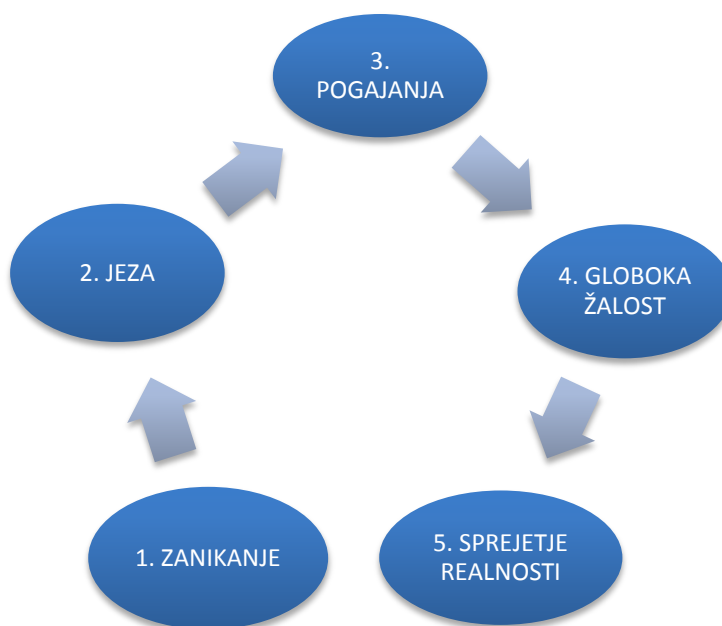 1. ZANIKANJE
2. JEZA
3.
POGAJANJA
4. GLOBOKA
ŽALOST
5. SPREJETJE
REALNOSTI